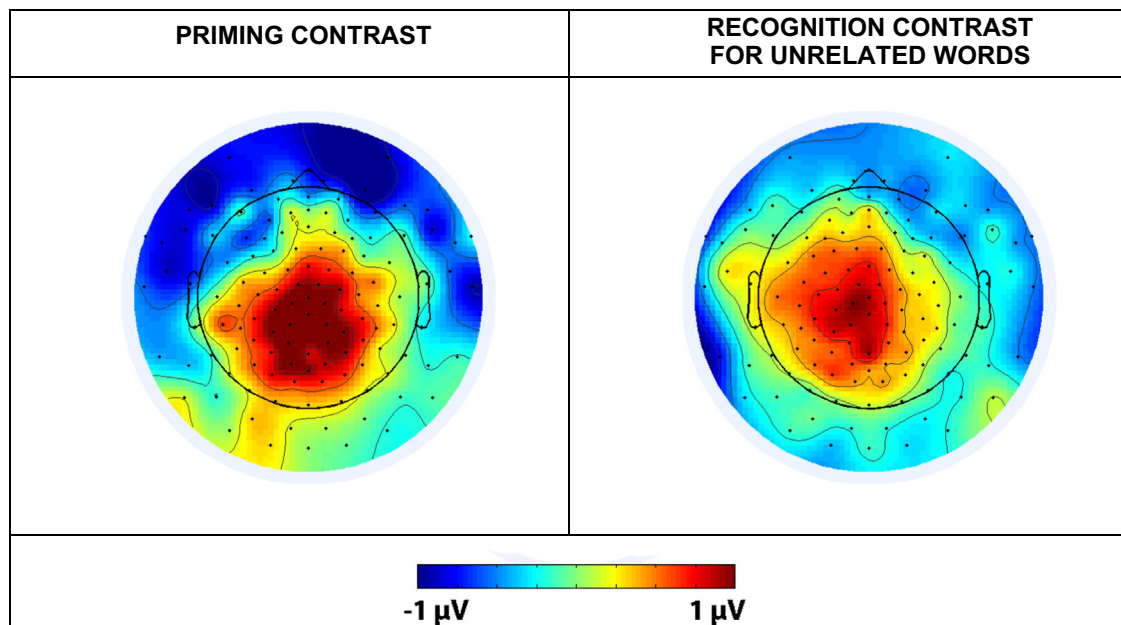 PRIMING CONTRAST
RECOGNITION CONTRAST
FOR UNRELATED WORDS
-1 µV
1 µV